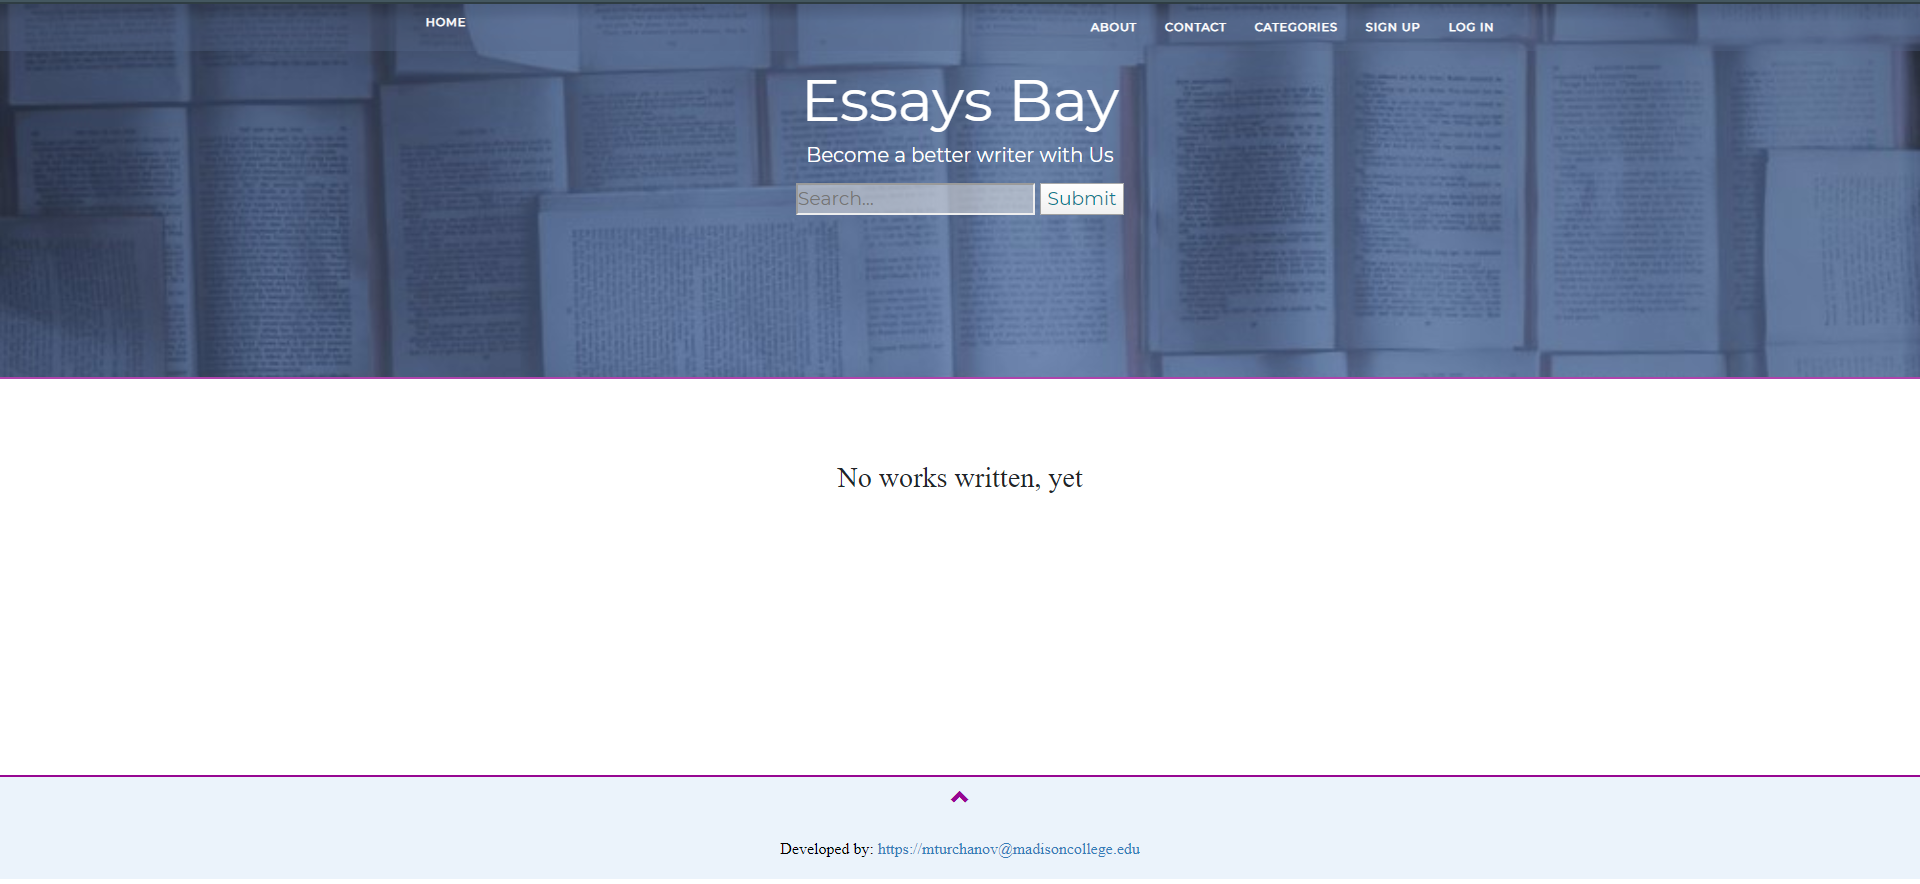 HOME
ABOUT CONTACT CATEGORIES SIGN UP LOG IN
Essays Bay
Become a better writer with Us
Search...
Submit
No works written, yet
Developed by: https://mturchanov@madisoncollege.edu